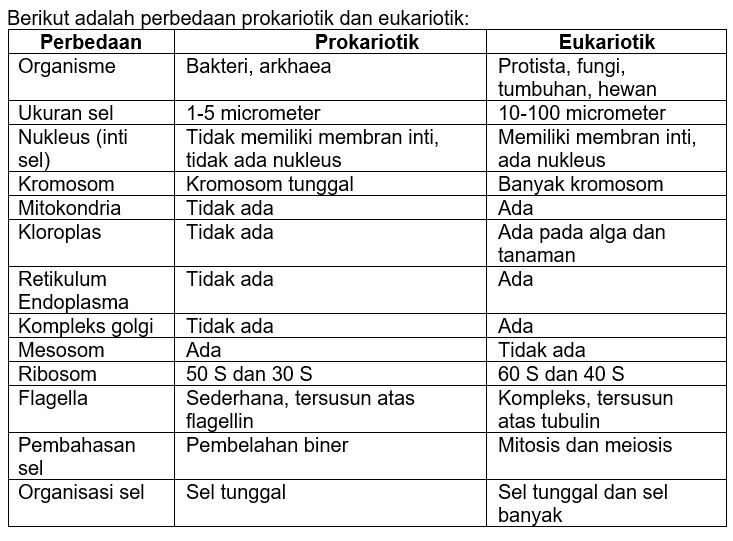 Berikut adalah perbedaan prokariotik dan eukariotik:
Perbedaan Prokariotik Eukariotik
Organisme Bakteri, arkhaea Protista, fungi,
tumbuhan, hewan
Ukuran sel 1-5 micrometer 10-100 micrometer
Nukleus (inti Tidak memiliki membran inti, Memiliki membran inti,
sel) tidak ada nukleus ada nukleus
Kromosom Kromosom tunggal Banyak kromosom
Mitokondria Tidak ada Ada
Kloroplas Tidak ada Ada pada alga dan
tanaman
Retikulum Tidak ada Ada
Endoplasma
Kompleks golgi Tidak ada Ada
Mesosom Ada Tidak ada
Ribosom 50 S dan 30 S 60 S dan 40 S
Flagella Sederhana, tersusun atas Kompleks, tersusun
flagellin atas tubulin
Pembahasan Pembelahan biner Mitosis dan meiosis
sel
Organisasi sel Sel tunggal Sel tunggal dan sel
banyak